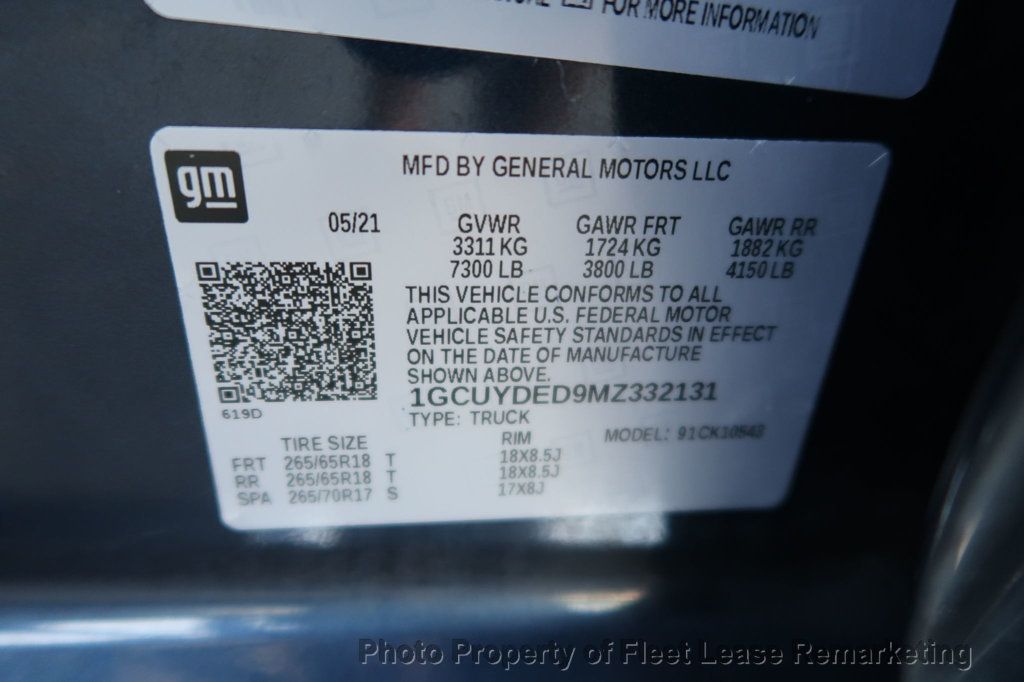 FOR MORE INFORMATION
gm
MFD BY GENERAL MOTORS LLC
05/21 GVWR GAWR FRT GAWR RR
3311 KG 1724 KG 1882 KG
7300 LB 3800 LB 4150 LB
THIS VEHICLE CONFORMS TO ALL
APPLICABLE U.S. FEDERAL MOTOR
VEHICLE SAFETY STANDARDS IN EFFECT
ON THE DATE OF MANUFACTURE
SHOWN ABOVE.
1GCUYDED9MZ332131
619D
TYPE: TRUCK
TIRE SIZE RIM MODEL: 91CK10543
FRT 265/65R18 T 18X8.5J
RR 265/65R18 T 18X8.5J
SPA 265/70R17 S 17X8J
Photo Property of Fleet Lease Remarketing